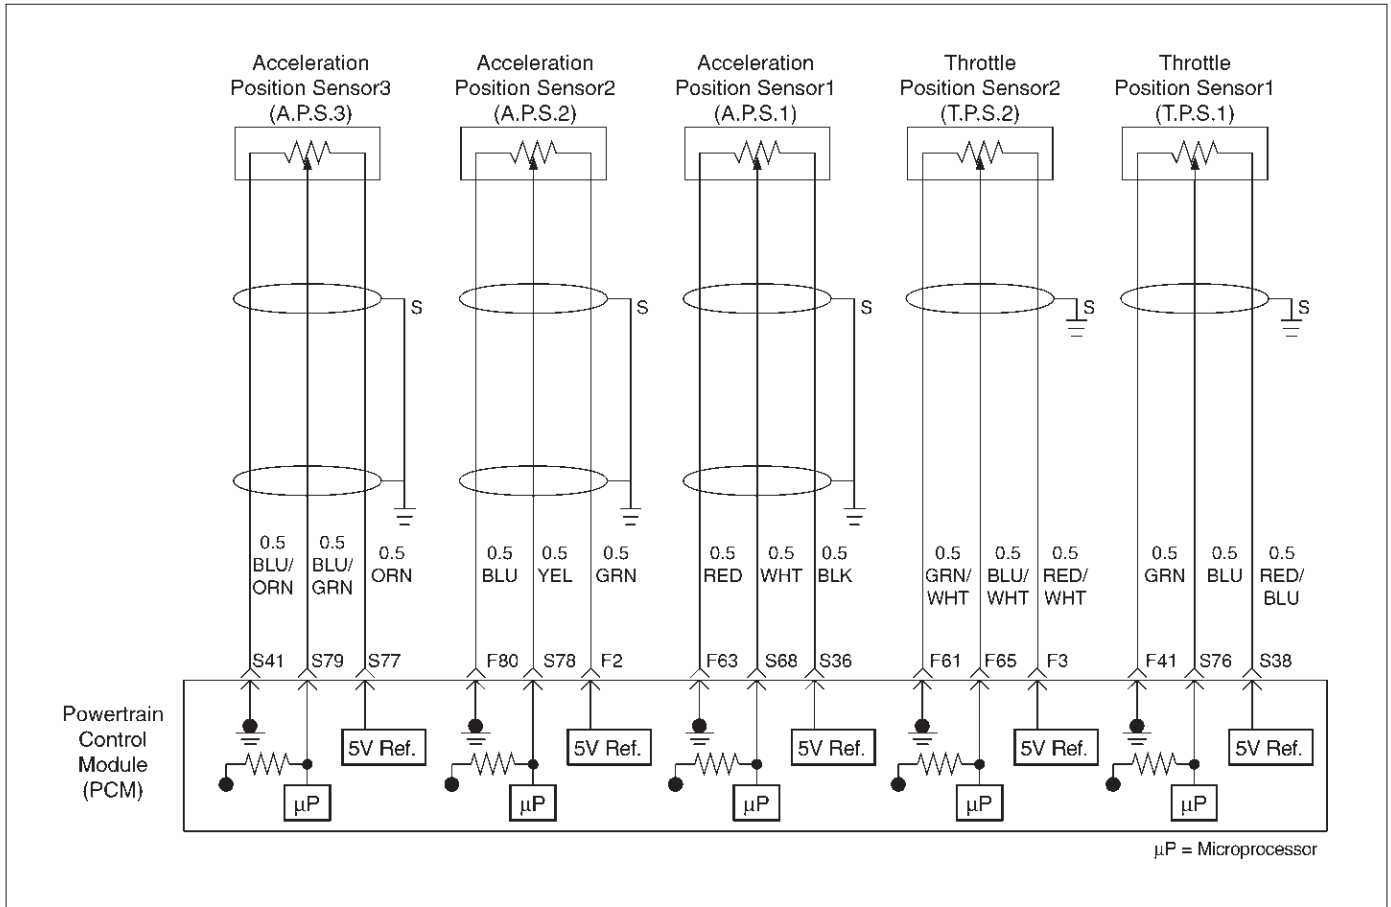 Acceleration
Position Sensor3
(A.P.S.3)
Acceleration
Position Sensor2
(A.P.S.2)
Acceleration
Position Sensor1
(A.P.S.1)
Throttle
Position Sensor2
(T.P.S.2)
Throttle
Position Sensor1
(T.P.S.1)
S
S
S
S
S
0.5
BLU/
ORN
0.5
BLU/
GRN
0.5
ORN
0.5
BLU
0.5
YEL
0.5
GRN
0.5
RED
0.5
WHT
0.5
BLK
0.5
GRN/
WHT
0.5
BLU/
WHT
0.5
RED/
WHT
0.5
GRN
0.5
BLU
0.5
RED/
BLU
S41 S79 S77 F80 S78 F2 F63 S68 S36 F61 F65 F3 F41 S76 S38
Powertrain
Control
Module
(PCM)
5V Ref. 5V Ref. 5V Ref. 5V Ref. 5V Ref.
µP µP µP µP µP
µP = Microprocessor